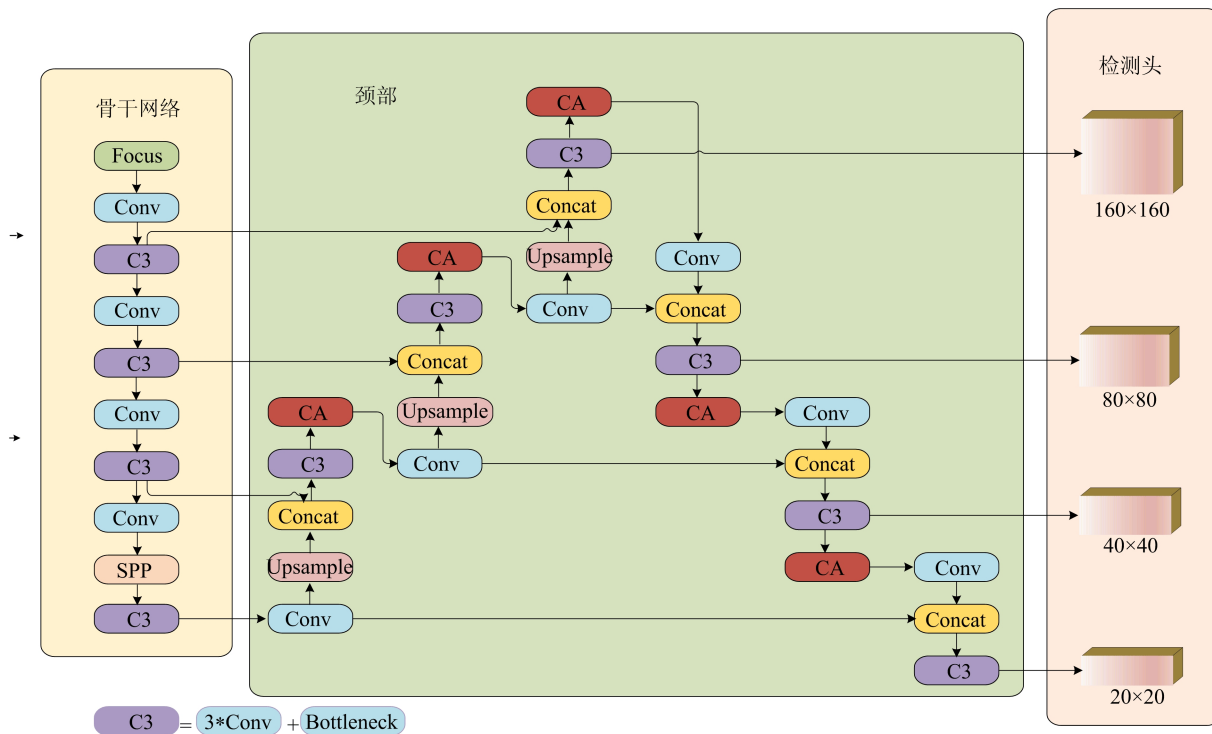 骨干网络
Focus
Conv
C3
Conv
C3
Conv
C3
Conv
SPP
C3
颈部
CA
C3
Concat
Upsample
Conv
CA
C3
Concat
Upsample
Conv
CA
C3
Concat
Upsample
Conv
Conv
Concat
C3
CA
Conv
Concat
C3
CA
Conv
Concat
C3
检测头
160×160
80×80
40×40
20×20
C3 = 3*Conv + Bottleneck